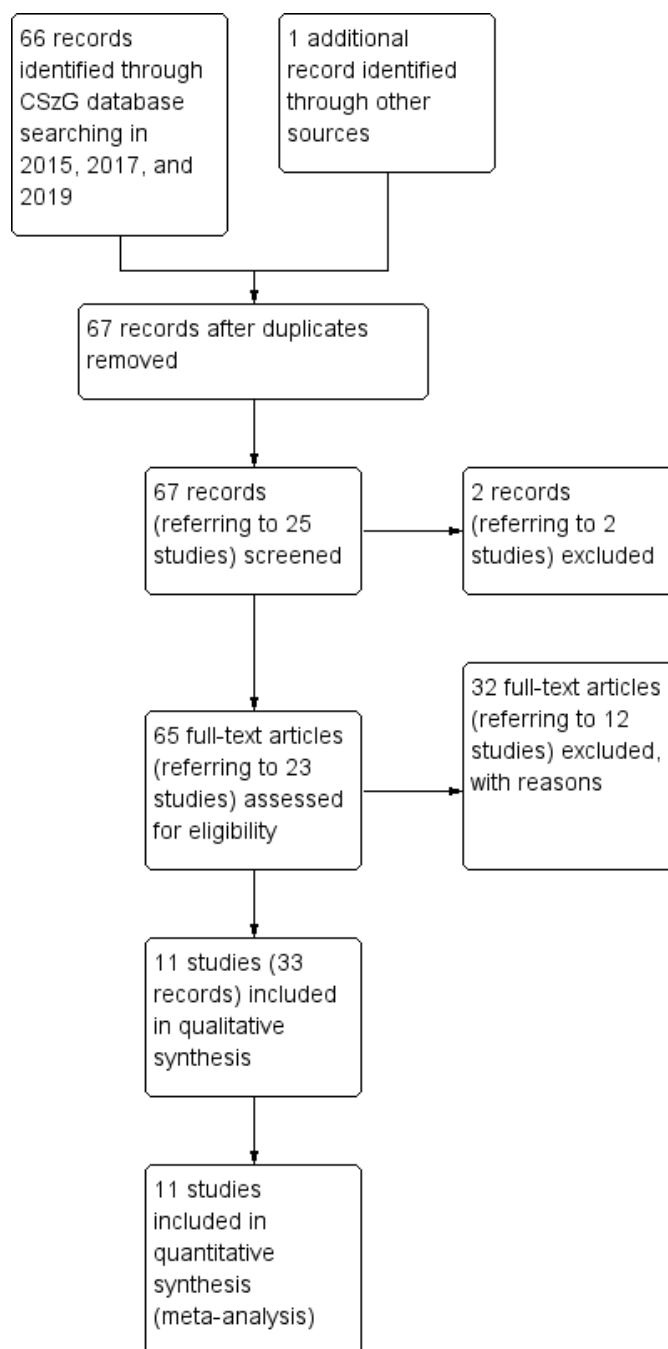 66 records
identified through
CSzG database
searching in
2015, 2017, and
2019
1 additional
record identified
through other
sources
67 records after duplicates
removed
67 records
(referring to 25
studies) screened
2 records
(referring to 2
studies) excluded
65 full-text articles
(referring to 23
studies) assessed
for eligibility
32 full-text articles
(referring to 12
studies) excluded,
with reasons
11 studies (33
records) included
in qualitative
synthesis
11 studies
included in
quantitative
synthesis
(meta-analysis)